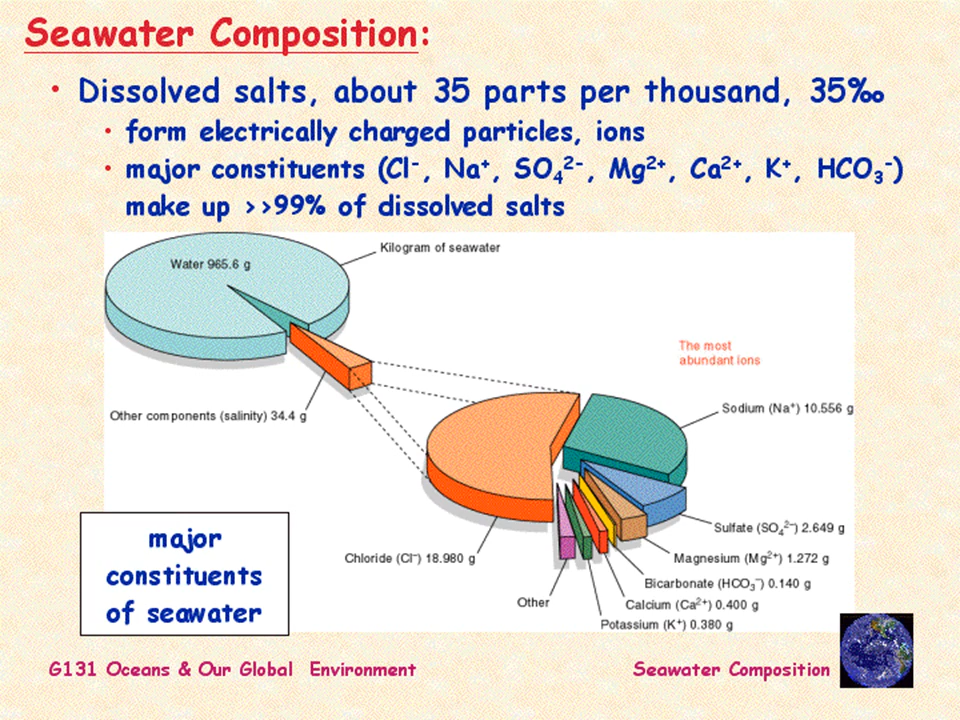 Seawater Composition:
• Dissolved salts, about 35 parts per thousand, 35‰
• form electrically charged particles, ions
• major constituents (Cl⁻, Na⁺, SO₄²⁻, Mg²⁺, Ca²⁺, K⁺, HCO₃⁻)
make up >>99% of dissolved salts
Kilogram of seawater
Water 965.6 g
The most
abundant ions
Other components (salinity) 34.4 g
Sodium (Na⁺) 10.556 g
Sulfate (SO₄²⁻) 2.649 g
Chloride (Cl⁻) 18.980 g
Magnesium (Mg²⁺) 1.272 g
Bicarbonate (HCO₃⁻) 0.140 g
Other
Calcium (Ca²⁺) 0.400 g
Potassium (K⁺) 0.380 g
major
constituents
of seawater
G131 Oceans & Our Global Environment
Seawater Composition